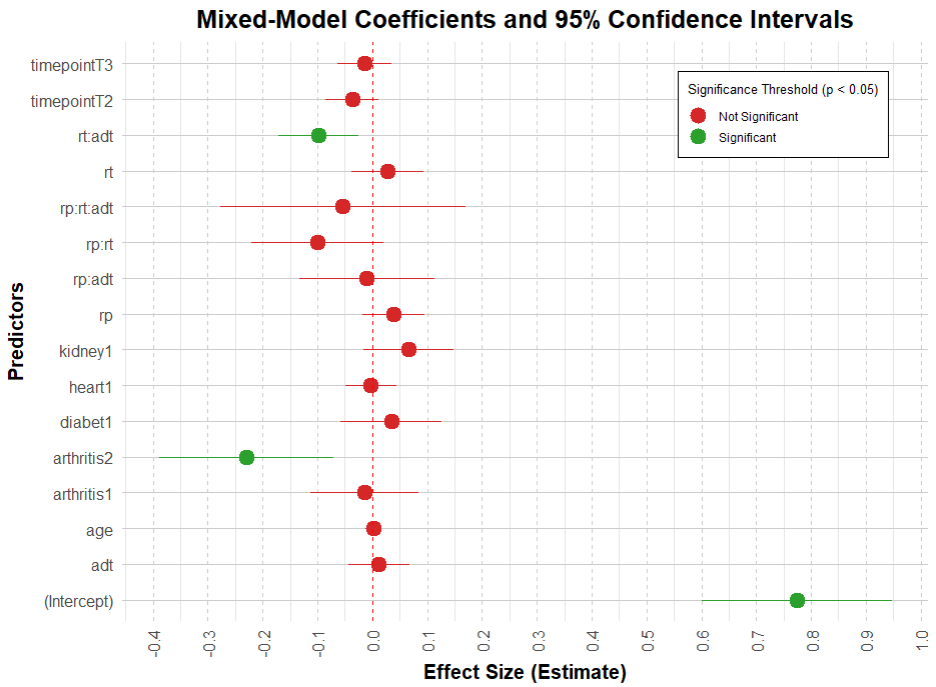 Mixed-Model Coefficients and 95% Confidence Intervals
timepointT3
timepointT2
rt:adt
rt
rp:rt:adt
rp:rt
rp:adt
rp
kidney1
heart1
diabet1
arthritis2
arthritis1
age
adt
(Intercept)
Predictors
Significance Threshold (p < 0.05)
Not Significant
Significant
-0.4
-0.3
-0.2
-0.1
0.0
0.1
0.2
0.3
0.4
0.5
0.6
0.7
0.8
0.9
1.0
Effect Size (Estimate)